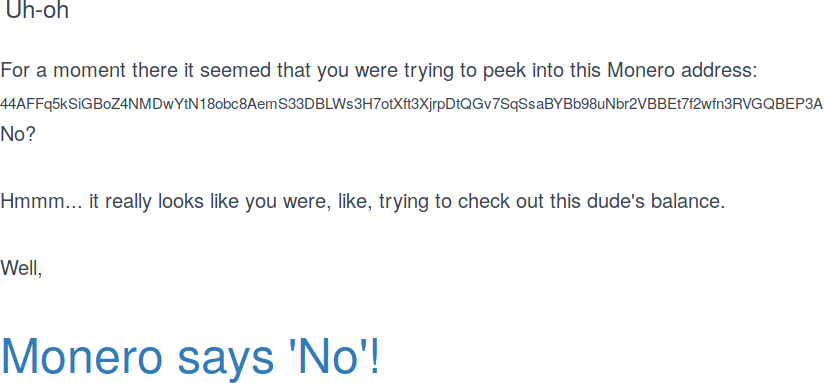 Uh-oh
For a moment there it seemed that you were trying to peek into this Monero address:
44AFFq5kSiGBoZ4NMDwYtN18obc8AemS33DBLWs3H7otXft3XjrpDtQGv7SqSsaBYBb98uNbr2VBBEt7f2wfn3RVGQBEP3A
No?
Hmmm... it really looks like you were, like, trying to check out this dude's balance.
Well,
Monero says 'No'!